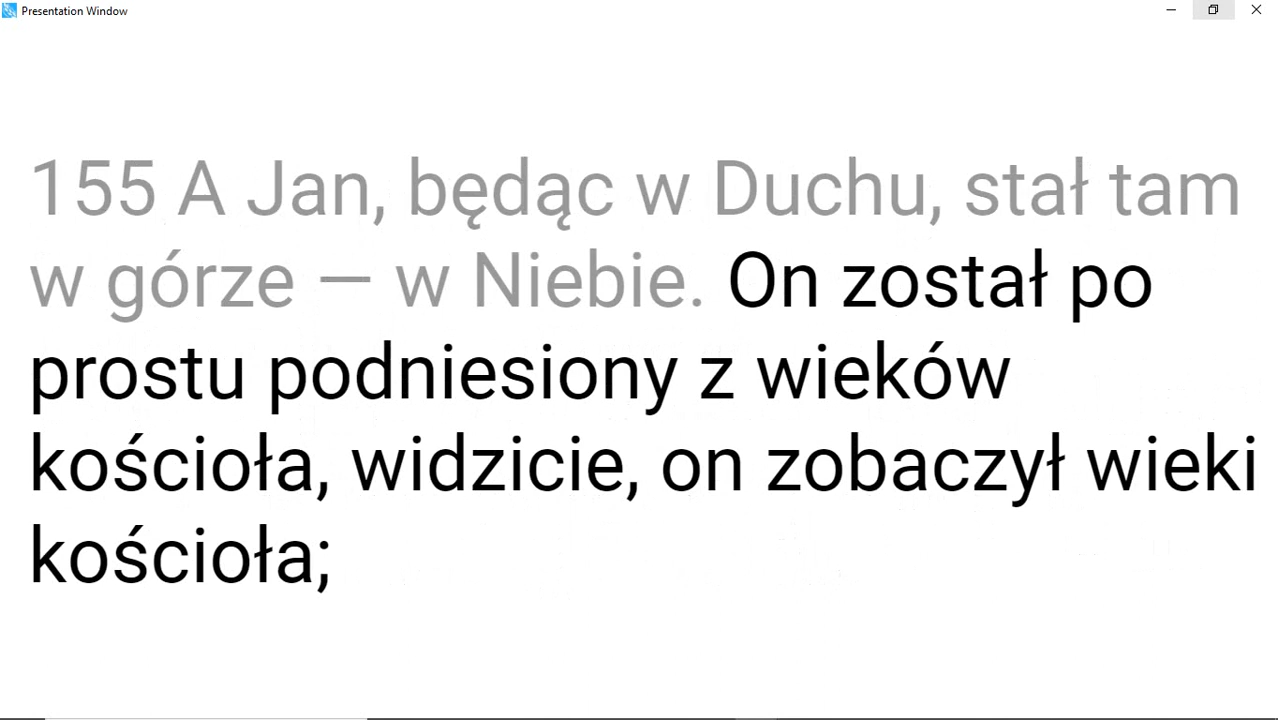 Presentation Window
155 A Jan, będąc w Duchu, stał tam
w górze — w Niebie. On został po
prostu podniesiony z wieków
kościoła, widzicie, on zobaczył wieki
kościoła;